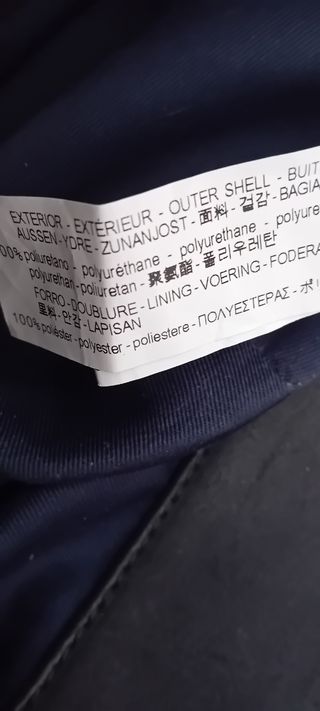 EXTERIOR - EXTÉRIEUR - OUTER SHELL - BUIT
AUSSEN - YDRE - ZUNANJOST - 面料 - 겉감 - BAGIA
100% poliuretano - polyuréthane - polyurethane - polyure
polyurethan - poliuretan - 聚氨酯 - 폴리우레탄
FORRO - DOUBLURE - LINING - VOERING - FODERA
里料 - 안감 - LAPISAN
100% poliéster - polyester - poliestere - ΠΟΛΥΕΣΤΕΡΑΣ - ポ